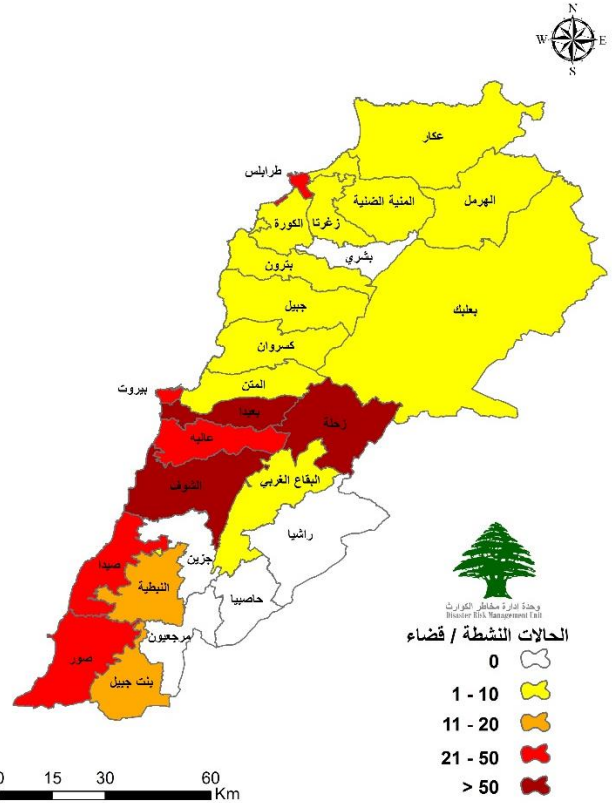 N
W E
S
عكار
طرابلس
الهرمل
المنية الضنية
زغرتا
الكورة
بشري
بترون
بعلبك
جبيل
كسروان
المتن
بيروت
بعبدا
زحلة
عاليه
الشوف
البقاع الغربي
راشيا
جزين
صيدا
النبطية
حاصبيا
مرجعيون
صور
بنت جبيل
وحدة ادارة مخاطر الكوارث
Disaster Risk Management Unit
الحالات النشطة / قضاء
0
1 - 10
11 - 20
21 - 50
> 50
0 15 30 60
Km